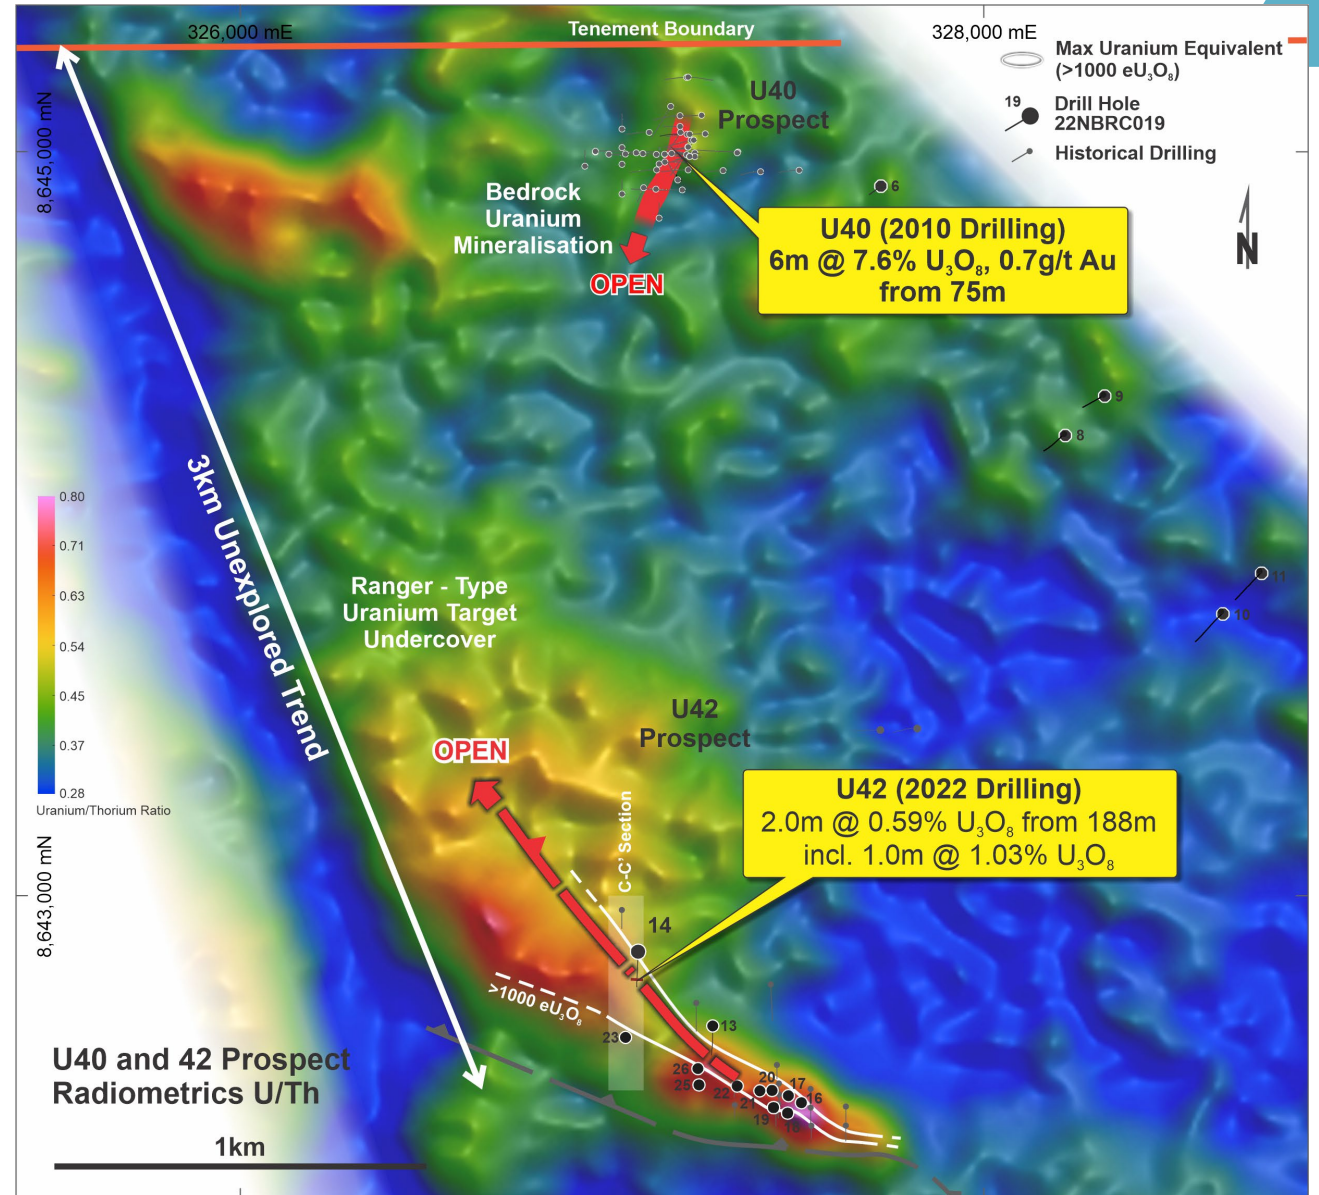 326,000 mE
Tenement Boundary
328,000 mE
Max Uranium Equivalent
(>1000 eU₃O₈)
19
Drill Hole
22NBRC019
Historical Drilling
8,645,000 mN
U40
Prospect
Bedrock
Uranium
Mineralisation
OPEN
6
U40 (2010 Drilling)
6m @ 7.6% U₃O₈, 0.7g/t Au
from 75m
N
9
8
11
10
3km Unexplored Trend
0.80
0.71
0.63
0.54
0.45
0.37
0.28
Uranium/Thorium Ratio
Ranger - Type
Uranium Target
Undercover
U42
Prospect
OPEN
U42 (2022 Drilling)
2.0m @ 0.59% U₃O₈ from 188m
incl. 1.0m @ 1.03% U₃O₈
8,643,000 mN
C-C' Section
14
>1000 eU₃O₈
13
23
26
25
22
20
17
16
21
19
18
U40 and 42 Prospect
Radiometrics U/Th
1km